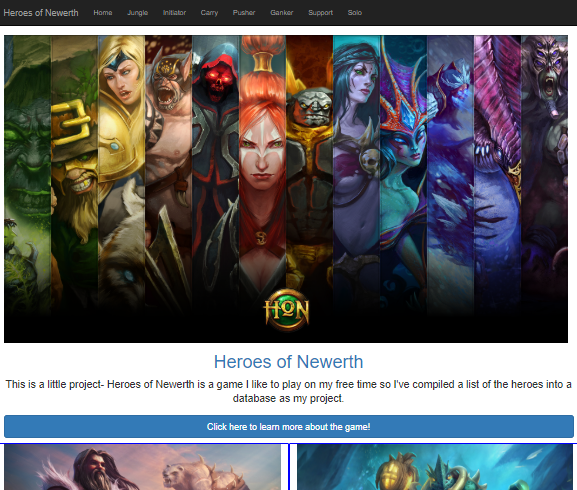 Heroes of Newerth Home Jungle Initiator Carry Pusher Ganker Support Solo
HON
Heroes of Newerth
This is a little project- Heroes of Newerth is a game I like to play on my free time so I've compiled a list of the heroes into a
database as my project.
Click here to learn more about the game!